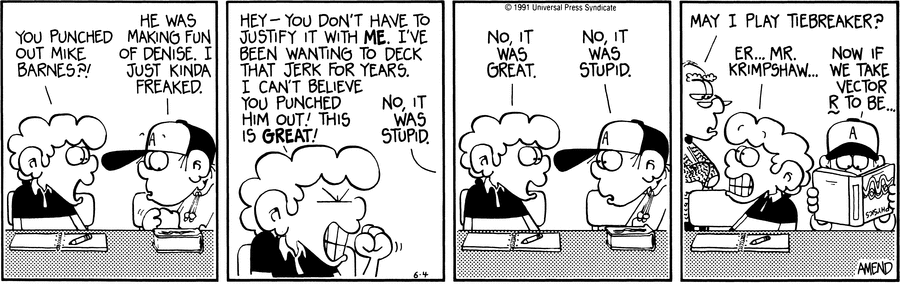 YOU PUNCHED
OUT MIKE
BARNES?!
HE WAS
MAKING FUN
OF DENISE. I
JUST KINDA
FREAKED.
A
HEY – YOU DON'T HAVE TO
JUSTIFY IT WITH ME. I'VE
BEEN WANTING TO DECK
THAT JERK FOR YEARS.
I CAN'T BELIEVE
YOU PUNCHED
HIM OUT! THIS
IS GREAT!
NO, IT
WAS
STUPID.
6-4
© 1991 Universal Press Syndicate
NO, IT
WAS
GREAT.
NO, IT
WAS
STUPID.
MAY I PLAY TIEBREAKER?
ER... MR.
KRIMPSHAW...
NOW IF
WE TAKE
VECTOR
R TO BE...
A
PHYSICS
AMEND